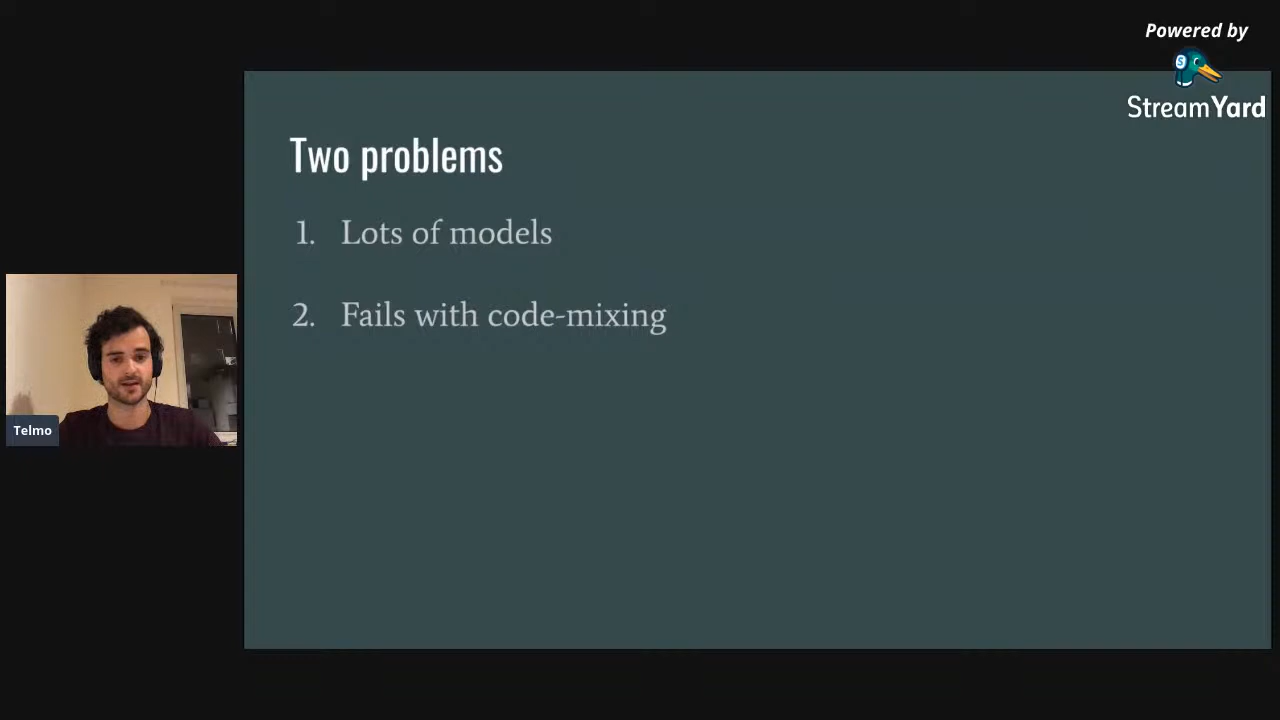 Powered by
StreamYard
Two problems
1. Lots of models
2. Fails with code-mixing
Telmo